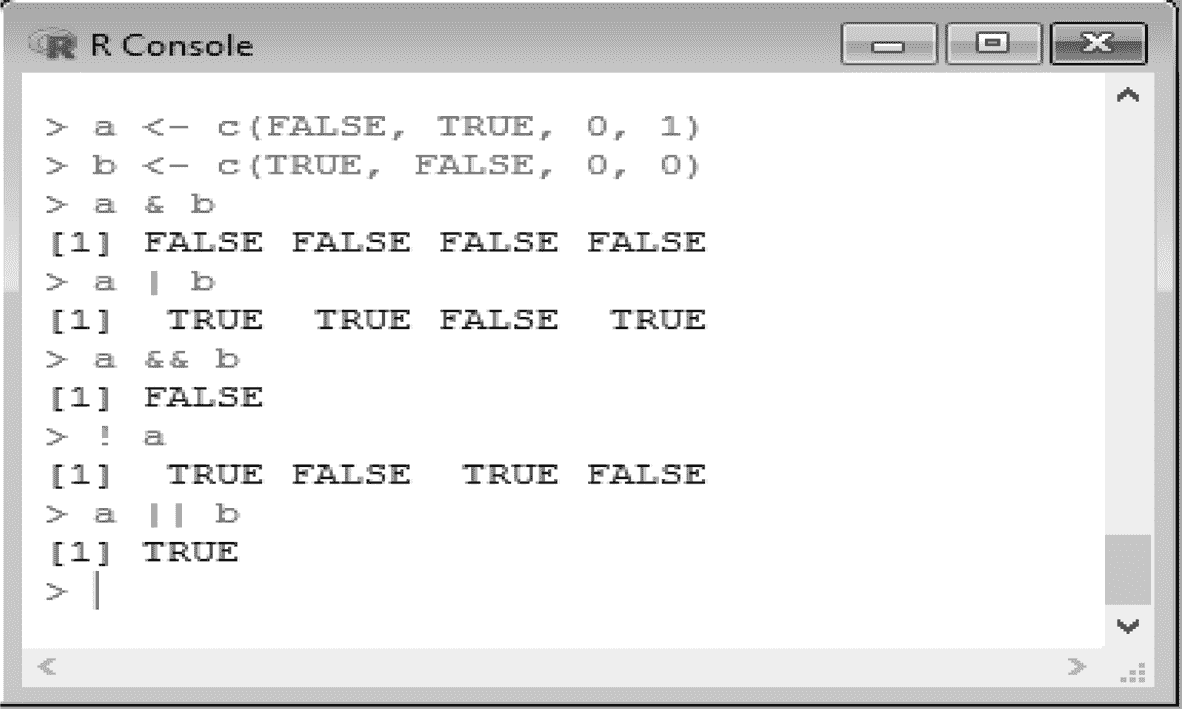 R Console
> a <- c(FALSE, TRUE, 0, 1)
> b <- c(TRUE, FALSE, 0, 0)
> a & b
[1] FALSE FALSE FALSE FALSE
> a | b
[1]  TRUE  TRUE FALSE  TRUE
> a && b
[1] FALSE
> ! a
[1]  TRUE FALSE  TRUE FALSE
> a || b
[1] TRUE
>